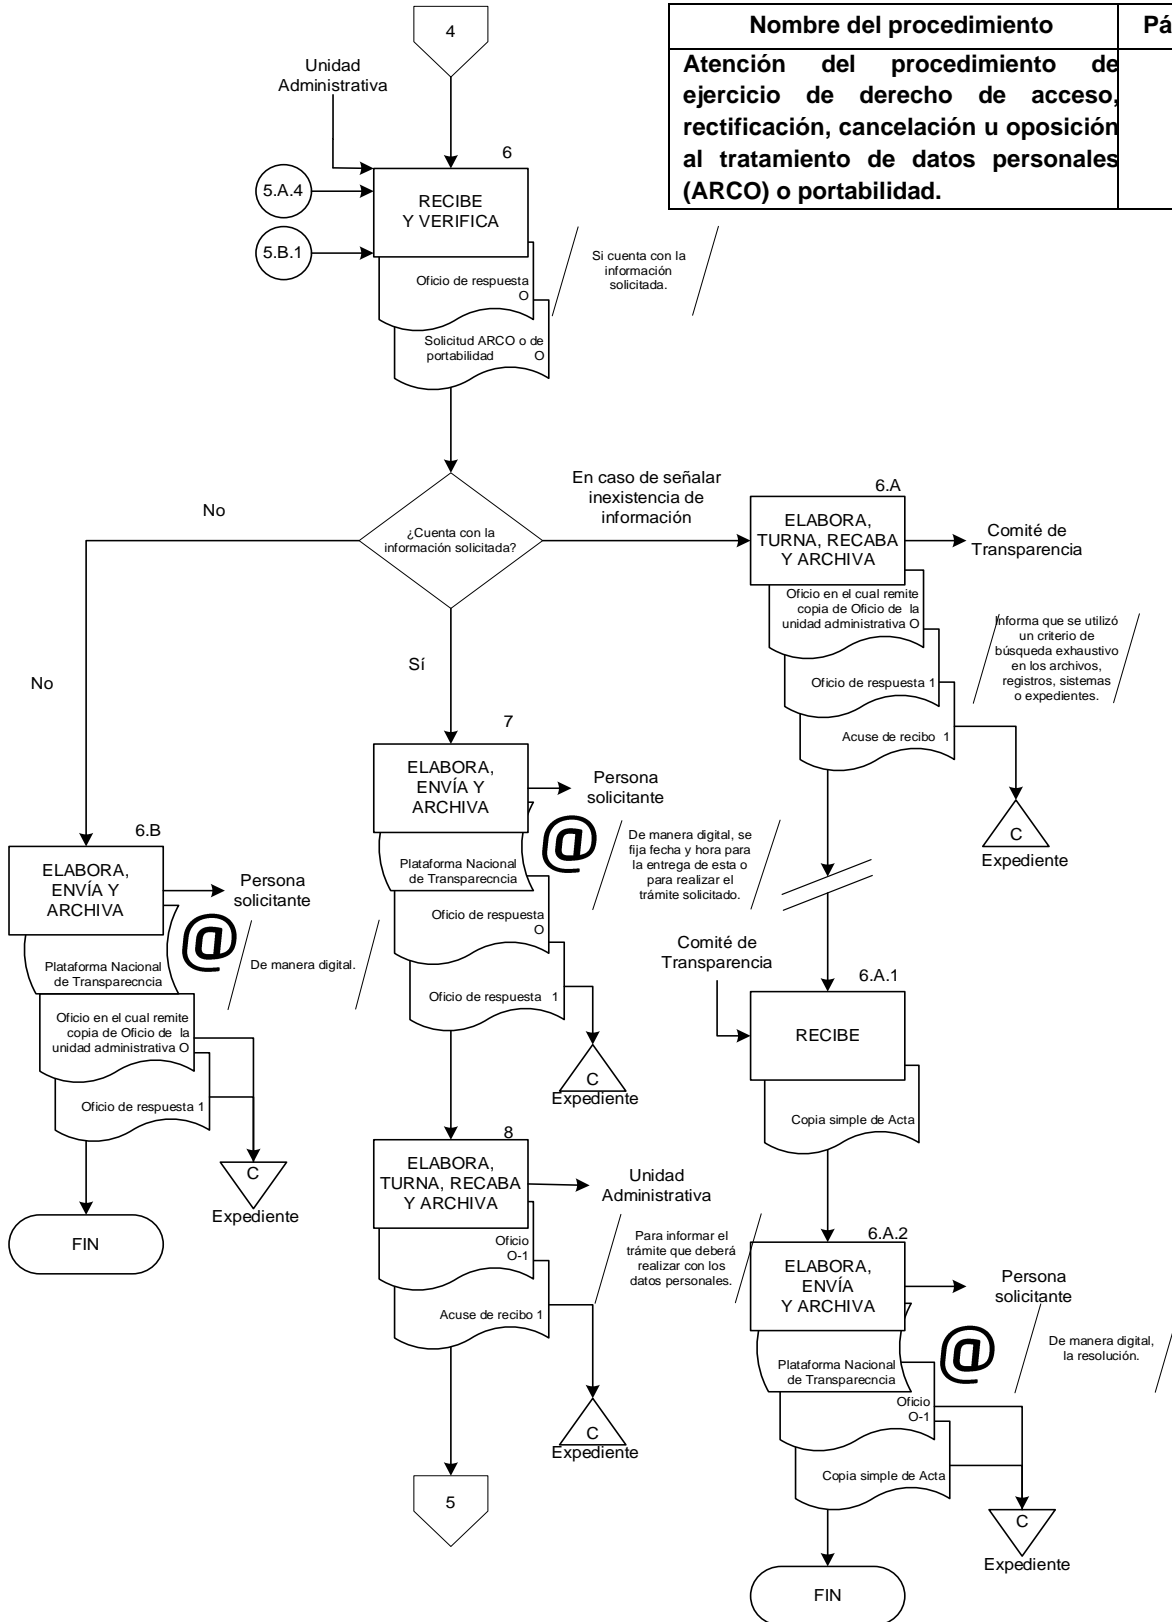 4
Nombre del procedimiento
Pá
Atención del procedimiento de
ejercicio de derecho de acceso,
rectificación, cancelación u oposición
al tratamiento de datos personales
(ARCO) o portabilidad.
Unidad
Administrativa
6
5.A.4
5.B.1
RECIBE
Y VERIFICA
Oficio de respuesta
O
Si cuenta con la
información
solicitada.
Solicitud ARCO o de
portabilidad O
¿Cuenta con la
información solicitada?
No
No
Sí
En caso de señalar
inexistencia de
información
6.A
ELABORA,
TURNA, RECABA
Y ARCHIVA
Comité de
Transparencia
Oficio en el cual remite
copia de Oficio de la
unidad administrativa O
Oficio de respuesta 1
Acuse de recibo 1
Informa que se utilizó
un criterio de
búsqueda exhaustivo
en los archivos,
registros, sistemas
o expedientes.
C
Expediente
7
ELABORA,
ENVÍA Y
ARCHIVA
Persona
solicitante
@
Plataforma Nacional
de Transparecncia
De manera digital, se
fija fecha y hora para
la entrega de esta o
para realizar el
trámite solicitado.
Oficio de respuesta
O
Oficio de respuesta 1
C
Expediente
6.B
ELABORA,
ENVÍA Y
ARCHIVA
Persona
solicitante
@
Plataforma Nacional
de Transparecncia
De manera digital.
Oficio en el cual remite
copia de Oficio de la
unidad administrativa O
Oficio de respuesta 1
C
Expediente
FIN
Comité de
Transparencia
6.A.1
RECIBE
Copia simple de Acta
8
ELABORA,
TURNA, RECABA
Y ARCHIVA
Unidad
Administrativa
Oficio
O-1
Para informar el
trámite que deberá
realizar con los
datos personales.
Acuse de recibo 1
C
Expediente
5
6.A.2
ELABORA,
ENVÍA
Y ARCHIVA
Persona
solicitante
@
Plataforma Nacional
de Transparecncia
De manera digital,
la resolución.
Oficio
O-1
Copia simple de Acta
C
Expediente
FIN